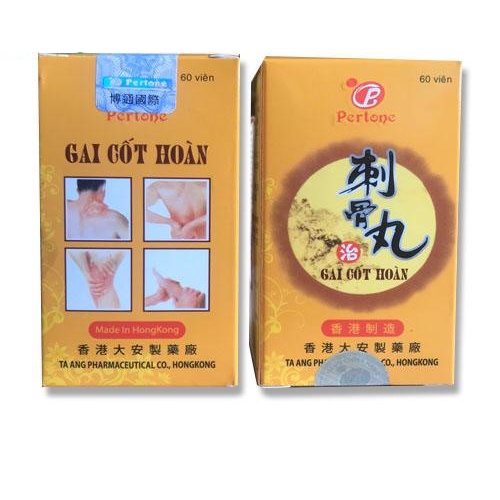 60 viên
Pertone
博通國際
Pertone
GAI CỐT HOÀN
Made In HongKong
香港大安製藥廠
TA ANG PHARMACEUTICAL CO., HONGKONG
60 viên
P
Pertone
刺骨丸
治
GAI CỐT HOÀN
香港制造
香港大安製藥廠
TA ANG PHARMACEUTICAL CO., HONGKONG